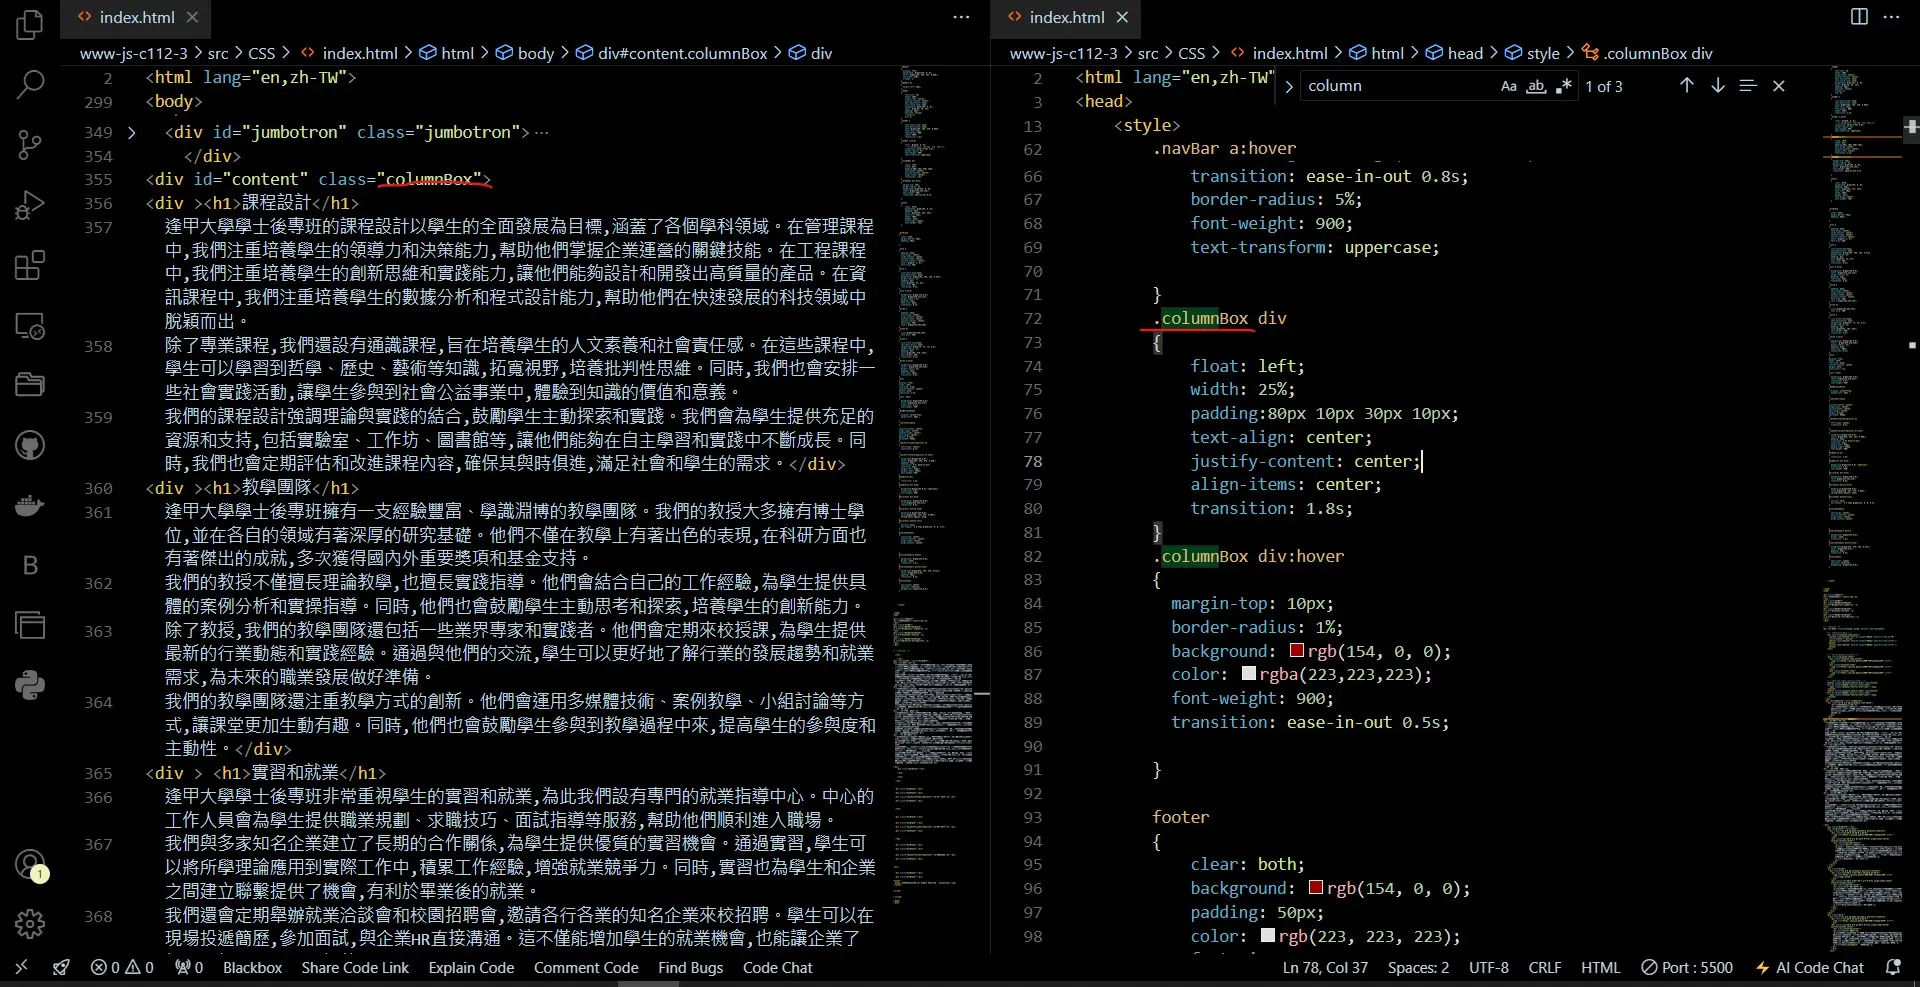 index.html
www-js-c112-3 > src > CSS > index.html > html > body > div#content.columnBox > div
2 <html lang="en,zh-TW">
299 <body>
349 <div id="jumbotron" class="jumbotron">…
354 </div>
355 <div id="content" class="columnBox">
356 <div ><h1>課程設計</h1>
357 逢甲大學學士後專班的課程設計以學生的全面發展為目標,涵蓋了各個學科領域。在管理課程
中,我們注重培養學生的領導力和決策能力,幫助他們掌握企業運營的關鍵技能。在工程課程
中,我們注重培養學生的創新思維和實踐能力,讓他們能夠設計和開發出高質量的產品。在資
訊課程中,我們注重培養學生的數據分析和程式設計能力,幫助他們在快速發展的科技領域中
脫穎而出。
358 除了專業課程,我們還設有通識課程,旨在培養學生的人文素養和社會責任感。在這些課程中,
學生可以學習到哲學、歷史、藝術等知識,拓寬視野,培養批判性思維。同時,我們也會安排一
些社會實踐活動,讓學生參與到社會公益事業中,體驗到知識的價值和意義。
359 我們的課程設計強調理論與實踐的結合,鼓勵學生主動探索和實踐。我們會為學生提供充足的
資源和支持,包括實驗室、工作坊、圖書館等,讓他們能夠在自主學習和實踐中不斷成長。同
時,我們也會定期評估和改進課程內容,確保其與時俱進,滿足社會和學生的需求。</div>
360 <div ><h1>教學團隊</h1>
361 逢甲大學學士後專班擁有一支經驗豐富、學識淵博的教學團隊。我們的教授大多擁有博士學
位,並在各自的領域有著深厚的研究基礎。他們不僅在教學上有著出色的表現,在科研方面也
有著傑出的成就,多次獲得國內外重要獎項和基金支持。
362 我們的教授不僅擅長理論教學,也擅長實踐指導。他們會結合自己的工作經驗,為學生提供具
體的案例分析和實操指導。同時,他們也會鼓勵學生主動思考和探索,培養學生的創新能力。
363 除了教授,我們的教學團隊還包括一些業界專家和實踐者。他們會定期來校授課,為學生提供
最新的行業動態和實踐經驗。通過與他們的交流,學生可以更好地了解行業的發展趨勢和就業
需求,為未來的職業發展做好準備。
364 我們的教學團隊還注重教學方式的創新。他們會運用多媒體技術、案例教學、小組討論等方
式,讓課堂更加生動有趣。同時,他們也會鼓勵學生參與到教學過程中來,提高學生的參與度和
主動性。</div>
365 <div > <h1>實習和就業</h1>
366 逢甲大學學士後專班非常重視學生的實習和就業,為此我們設有專門的就業指導中心。中心的
工作人員會為學生提供職業規劃、求職技巧、面試指導等服務,幫助他們順利進入職場。
367 我們與多家知名企業建立了長期的合作關係,為學生提供優質的實習機會。通過實習,學生可
以將所學理論應用到實際工作中,積累工作經驗,增強就業競爭力。同時,實習也為學生和企業
之間建立聯繫提供了機會,有利於畢業後的就業。
368 我們還會定期舉辦就業洽談會和校園招聘會,邀請各行各業的知名企業來校招聘。學生可以在
現場投遞簡歷,參加面試,與企業HR直接溝通。這不僅能增加學生的就業機會,也能讓企業了
index.html
www-js-c112-3 > src > CSS > index.html > html > head > style > .columnBox div
column Aa ab .* 1 of 3
2 <html lang="en,zh-TW"
3 <head>
13 <style>
62 .navBar a:hover
66 transition: ease-in-out 0.8s;
67 border-radius: 5%;
68 font-weight: 900;
69 text-transform: uppercase;
70
71 }
72 .columnBox div
73 {
74 float: left;
75 width: 25%;
76 padding:80px 10px 30px 10px;
77 text-align: center;
78 justify-content: center;
79 align-items: center;
80 transition: 1.8s;
81 }
82 .columnBox div:hover
83 {
84 margin-top: 10px;
85 border-radius: 1%;
86 background: rgb(154, 0, 0);
87 color: rgba(223,223,223);
88 font-weight: 900;
89 transition: ease-in-out 0.5s;
90
91 }
92
93 footer
94 {
95 clear: both;
96 background: rgb(154, 0, 0);
97 padding: 50px;
98 color: rgb(223, 223, 223);
B
1
0 0 0 Blackbox Share Code Link Explain Code Comment Code Find Bugs Code Chat Ln 78, Col 37 Spaces: 2 UTF-8 CRLF HTML Port : 5500 AI Code Chat